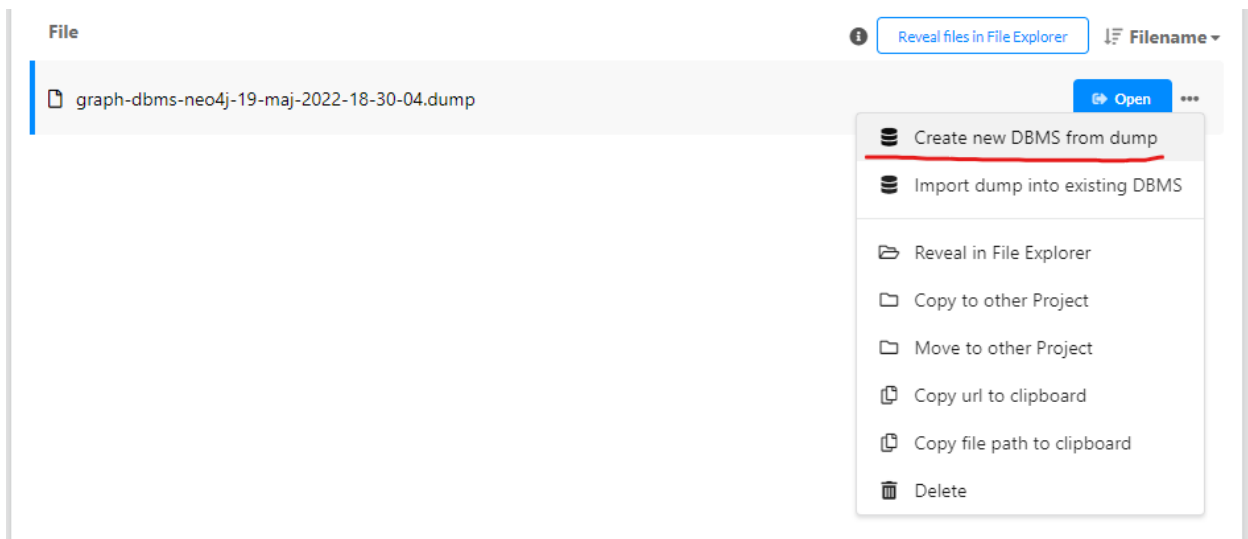 File
Reveal files in File Explorer
Filename
graph-dbms-neo4j-19-maj-2022-18-30-04.dump
Open
Create new DBMS from dump
Import dump into existing DBMS
Reveal in File Explorer
Copy to other Project
Move to other Project
Copy url to clipboard
Copy file path to clipboard
Delete